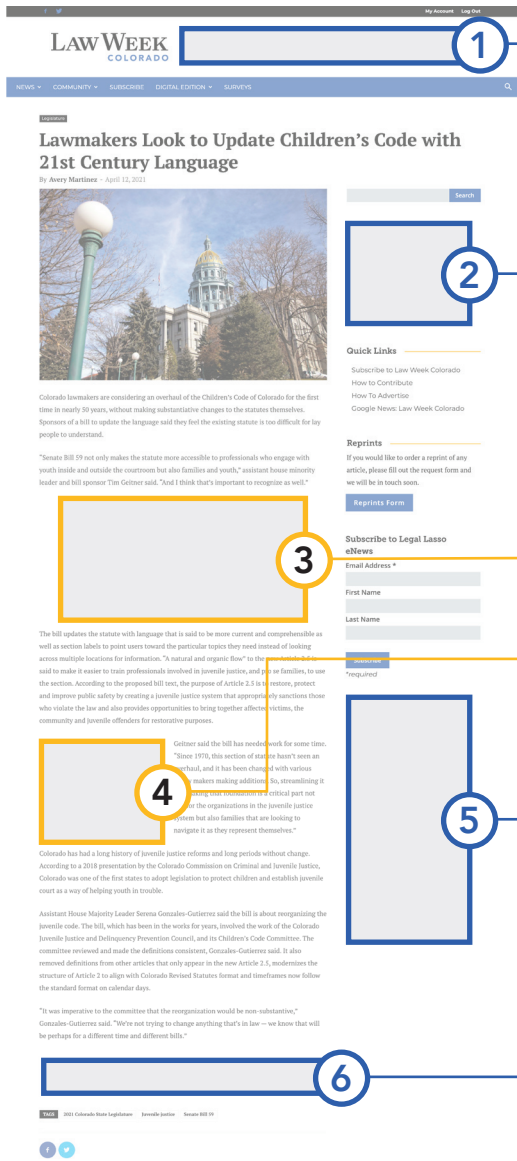 My Account Log Out
LAW WEEK
COLORADO
1
NEWS COMMUNITY SUBSCRIBE DIGITAL EDITION SURVEYS
Legislature
Lawmakers Look to Update Children's Code with
21st Century Language
By Avery Martinez – April 12, 2021
Search
2
Quick Links
Subscribe to Law Week Colorado
How to Contribute
How To Advertise
Google News: Law Week Colorado
Reprints
If you would like to order a reprint of any
article, please fill out the request form and
we will be in touch soon.
Reprints Form
Subscribe to Legal Lasso
eNews
Email Address *
First Name
Last Name
Subscribe
*required
Colorado lawmakers are considering an overhaul of the Children's Code of Colorado for the first
time in nearly 50 years, without making substantive changes to the statutes themselves.
Sponsors of a bill to update the language said they feel the existing statute is too difficult for lay
people to understand.
"Senate Bill 59 not only makes the statute more accessible to professionals who engage with
youth inside and outside the courtroom but also families and youth," assistant house minority
leader and bill sponsor Tim Geitner said. "And I think that's important to recognize as well."
3
The bill updates the statute with language that is said to be more current and comprehensible as
well as section labels to point users toward the particular topics they need instead of looking
across multiple locations for information. "A natural and organic flow" to the new Article 2.5 is
said to make it easier to train professionals involved in juvenile justice, and pro se families, to use
the section. According to the proposed bill text, the purpose of Article 2.5 is to restore, protect
and improve public safety by creating a juvenile justice system that appropriately sanctions those
who violate the law and also provides opportunities to bring together affected victims, the
community and juvenile offenders for restorative purposes.
4
Geitner said the bill has needed work for some time.
"Since 1970, this section of statute hasn't seen an
overhaul, and it has been changed with various
makers making additions. So, streamlining it
making that foundation is a critical part not
for the organizations in the juvenile justice
system but also families that are looking to
navigate it as they represent themselves."
5
Colorado has had a long history of juvenile justice reforms and long periods without change.
According to a 2018 presentation by the Colorado Commission on Criminal and Juvenile Justice,
Colorado was one of the first states to adopt legislation to protect children and establish juvenile
court as a way of helping youth in trouble.
Assistant House Majority Leader Serena Gonzales-Gutierrez said the bill is about reorganizing the
juvenile code. The bill, which has been in the works for years, involved the work of the Colorado
Juvenile Justice and Delinquency Prevention Council, and its Children's Code Committee. The
committee reviewed and made the definitions consistent, Gonzales-Gutierrez said. It also
removed definitions from other articles that only appear in the new Article 2.5, modernizes the
structure of Article 2 to align with Colorado Revised Statutes format and timeframes now follow
the standard format on calendar days.
"It was imperative to the committee that the reorganization would be non-substantive,"
Gonzales-Gutierrez said. "We're not trying to change anything that's in law — we know that will
be perhaps for a different time and different bills."
6
TAGS 2021 Colorado State Legislature Juvenile Justice Senate Bill 59